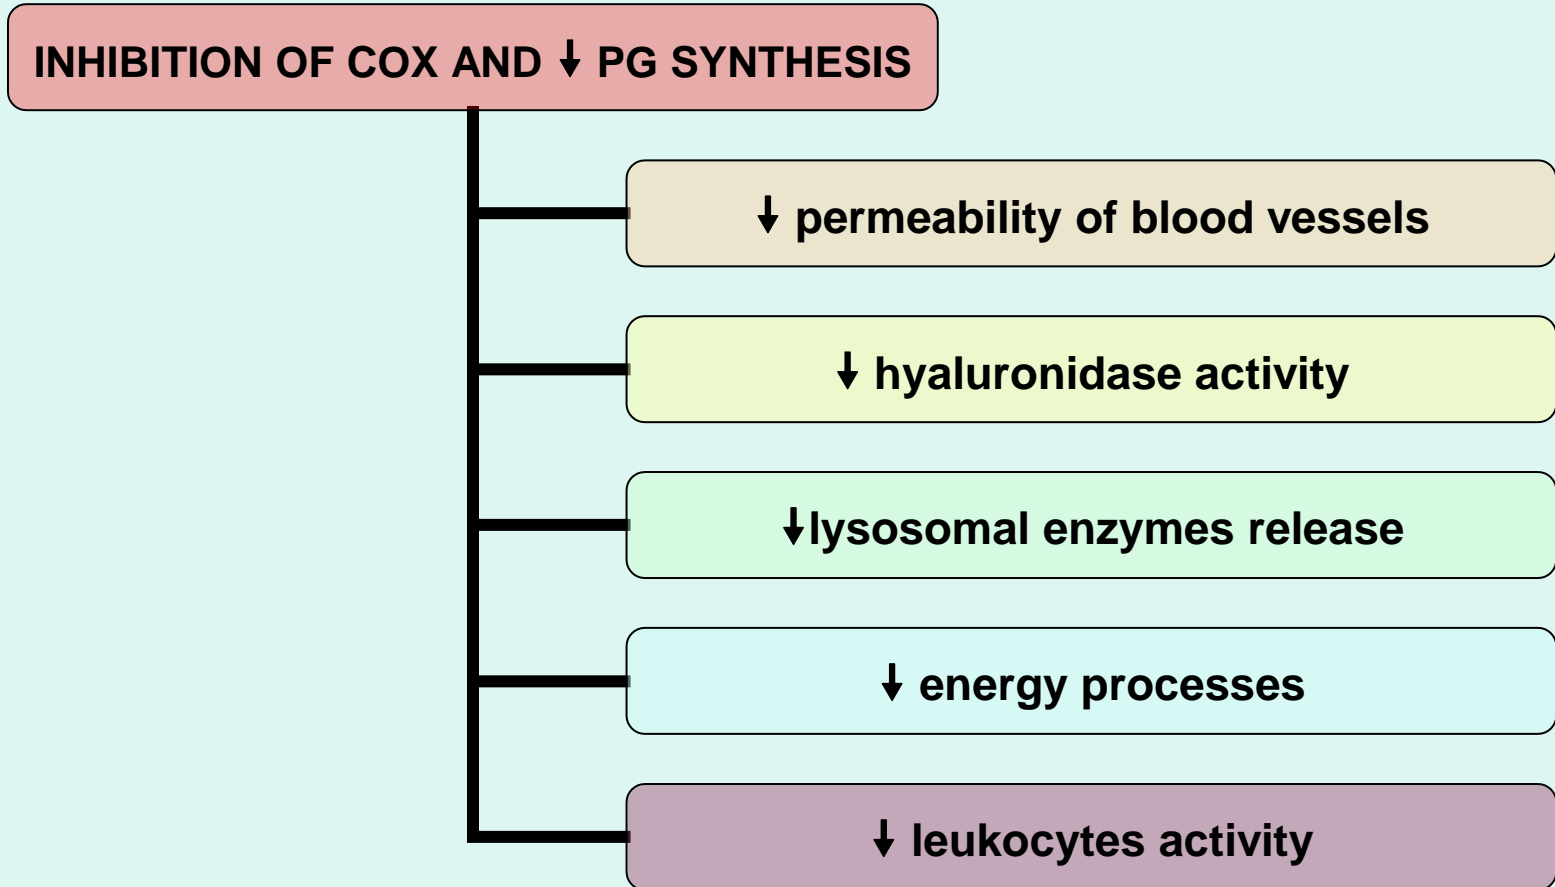 INHIBITION OF COX AND ↓ PG SYNTHESIS
↓ permeability of blood vessels
↓ hyaluronidase activity
↓lysosomal enzymes release
↓ energy processes
↓ leukocytes activity